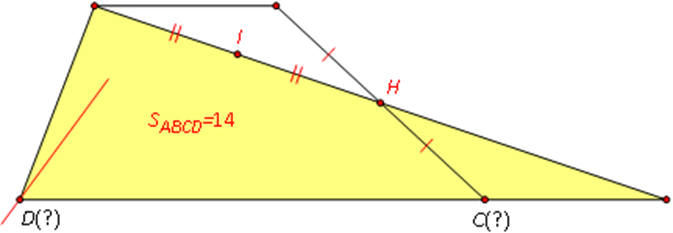 I
H
S_ABCD=14
D(?)
C(?)